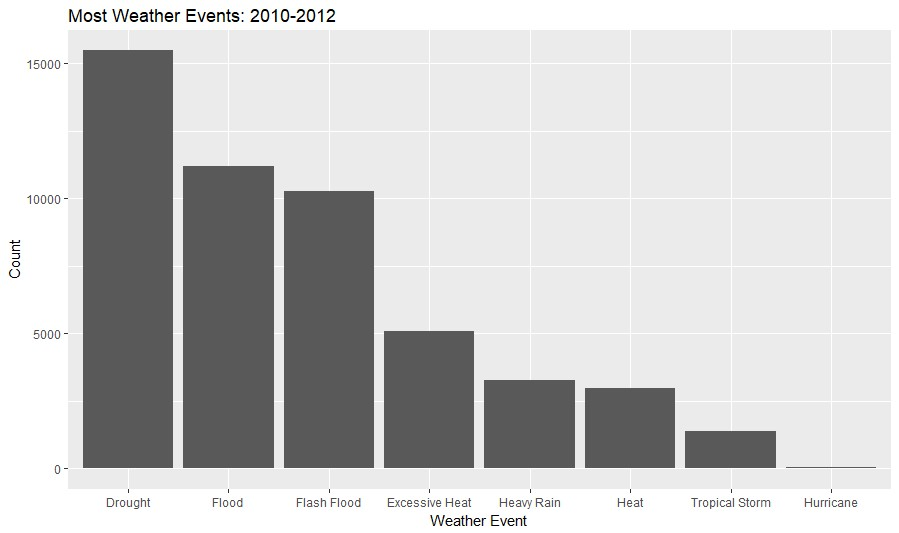 Most Weather Events: 2010-2012
15000
10000
5000
0
Count
Drought Flood Flash Flood Excessive Heat Heavy Rain Heat Tropical Storm Hurricane
Weather Event